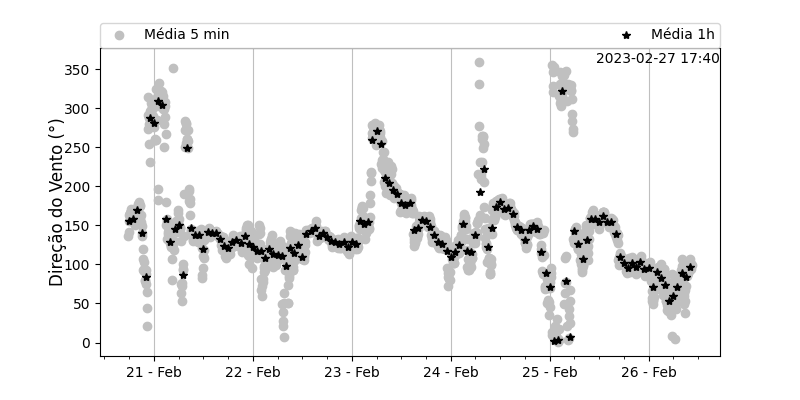 Média 5 min
Média 1h
2023-02-27 17:40
Direção do Vento (°)
350
300
250
200
150
100
50
0
21 - Feb
22 - Feb
23 - Feb
24 - Feb
25 - Feb
26 - Feb